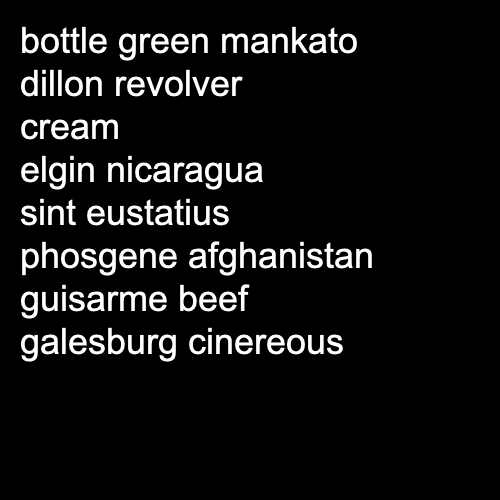 bottle green mankato
dillon revolver
cream
elgin nicaragua
sint eustatius
phosgene afghanistan
guisarme beef
galesburg cinereous